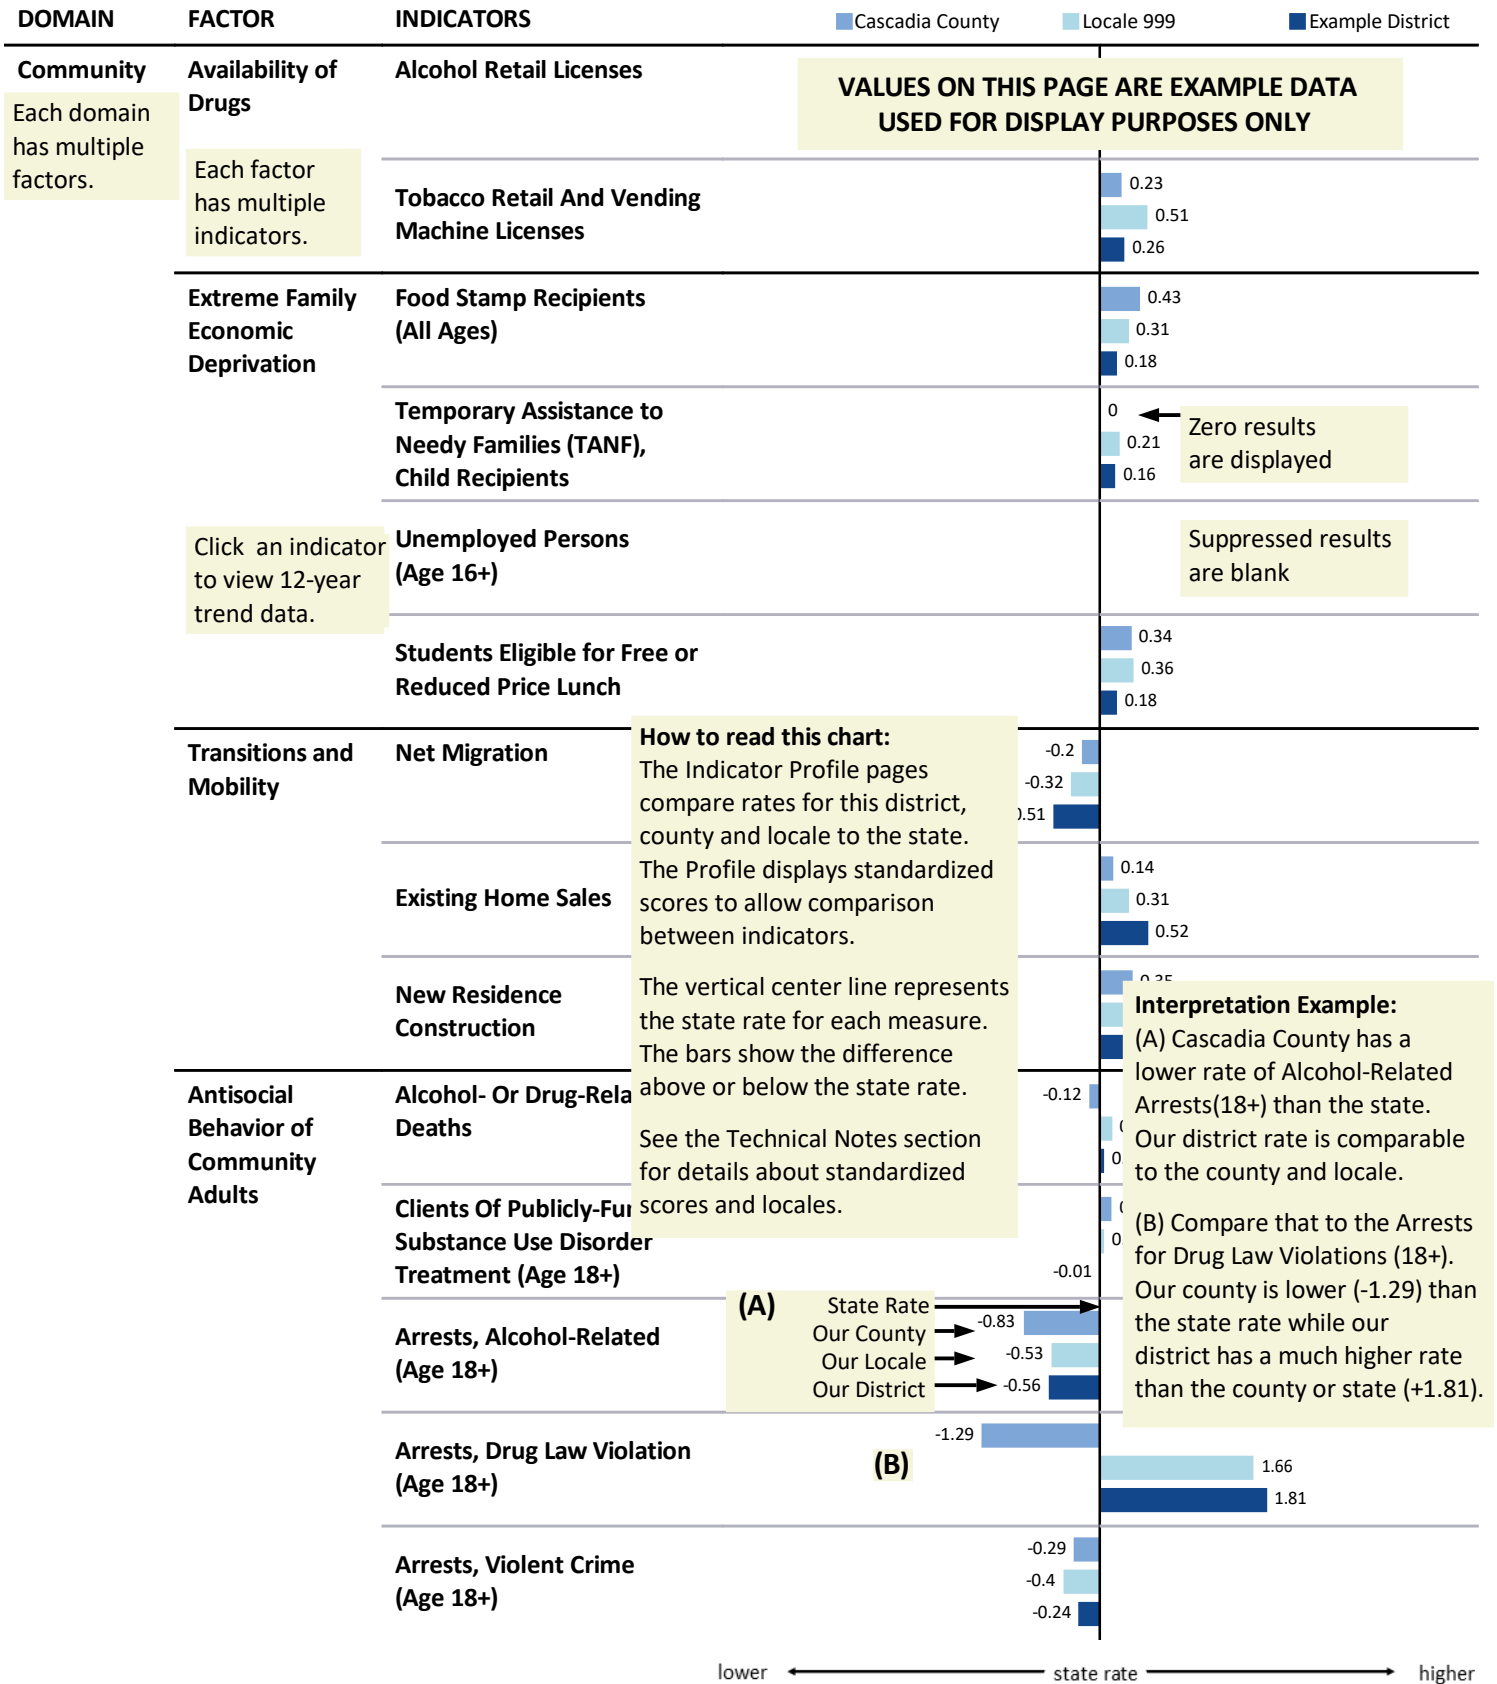 DOMAIN FACTOR INDICATORS Cascadia County Locale 999 Example District
Community
Each domain
has multiple
factors.
Availability of
Drugs
Each factor
has multiple
indicators.
Alcohol Retail Licenses
VALUES ON THIS PAGE ARE EXAMPLE DATA
USED FOR DISPLAY PURPOSES ONLY
Tobacco Retail And Vending
Machine Licenses
0.23
0.51
0.26
Extreme Family
Economic
Deprivation
Food Stamp Recipients
(All Ages)
0.43
0.31
0.18
Temporary Assistance to
Needy Families (TANF),
Child Recipients
0
0.21
0.16
Zero results
are displayed
Click an indicator
to view 12-year
trend data.
Unemployed Persons
(Age 16+)
Suppressed results
are blank
Students Eligible for Free or
Reduced Price Lunch
0.34
0.36
0.18
Transitions and
Mobility
Net Migration
-0.2
-0.32
.51
How to read this chart:
The Indicator Profile pages
compare rates for this district,
county and locale to the state.
The Profile displays standardized
scores to allow comparison
between indicators.
The vertical center line represents
the state rate for each measure.
The bars show the difference
above or below the state rate.
See the Technical Notes section
for details about standardized
scores and locales.
Existing Home Sales
0.14
0.31
0.52
New Residence
Construction
Interpretation Example:
(A) Cascadia County has a
lower rate of Alcohol-Related
Arrests(18+) than the state.
Our district rate is comparable
to the county and locale.
(B) Compare that to the Arrests
for Drug Law Violations (18+).
Our county is lower (-1.29) than
the state rate while our
district has a much higher rate
than the county or state (+1.81).
Antisocial
Behavior of
Community
Adults
Alcohol- Or Drug-Rela
Deaths
-0.12
0.
Clients Of Publicly-Fu
Substance Use Disorder
Treatment (Age 18+)
0.
-0.01
Arrests, Alcohol-Related
(Age 18+)
(A) State Rate
Our County -0.83
Our Locale -0.53
Our District -0.56
Arrests, Drug Law Violation
(Age 18+)
(B)
-1.29
1.66
1.81
Arrests, Violent Crime
(Age 18+)
-0.29
-0.4
-0.24
lower state rate higher